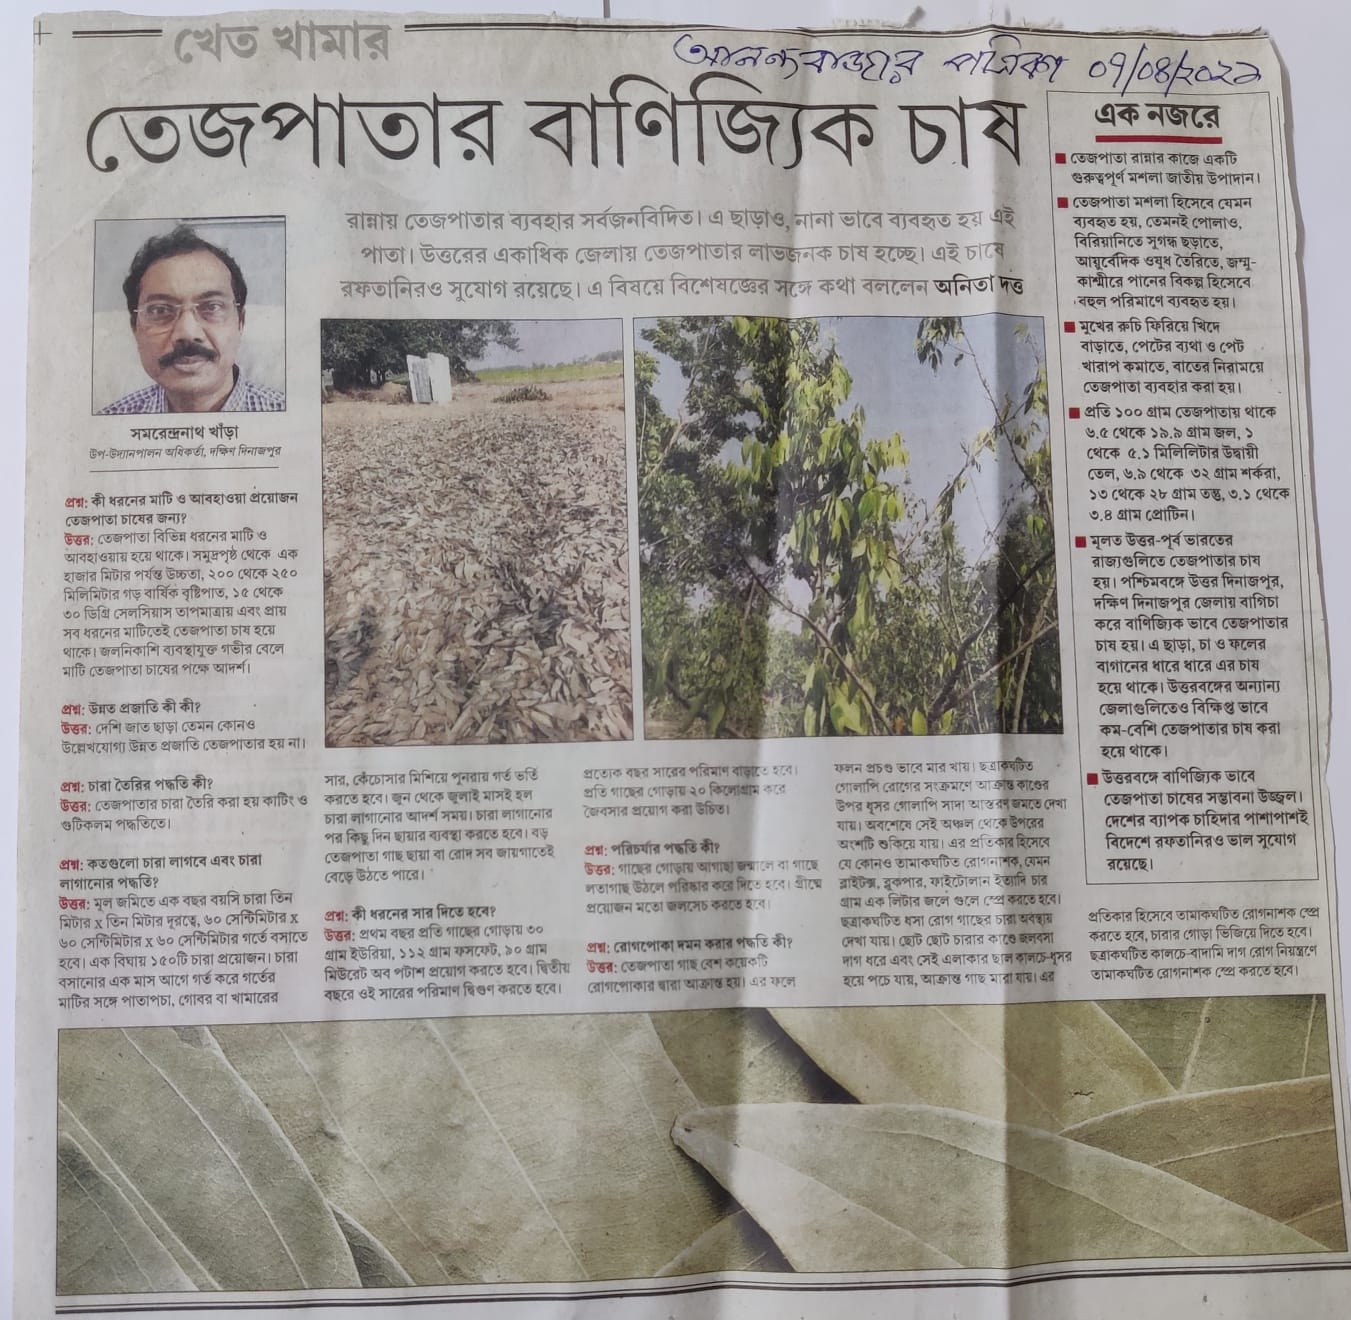 খেত খামার
আনন্দবাজার পত্রিকা ০৭/০৪/২০২১
তেজপাতার বাণিজ্যিক চাষ
রান্নায় তেজপাতার ব্যবহার সর্বজনবিদিত। এ ছাড়াও, নানা ভাবে ব্যবহৃত হয় এই
পাতা। উত্তরের একাধিক জেলায় তেজপাতার লাভজনক চাষ হচ্ছে। এই চাষে
রফতানিরও সুযোগ রয়েছে। এ বিষয়ে বিশেষজ্ঞের সঙ্গে কথা বললেন অনিতা দত্ত
সমরেন্দ্রনাথ খাঁড়া
উপ-উদ্যানপালন অধিকর্তা, দক্ষিণ দিনাজপুর
প্রশ্ন: কী ধরনের মাটি ও আবহাওয়া প্রয়োজন
তেজপাতা চাষের জন্য?
উত্তর: তেজপাতা বিভিন্ন ধরনের মাটি ও
আবহাওয়ায় হয়ে থাকে। সমুদ্রপৃষ্ঠ থেকে এক
হাজার মিটার পর্যন্ত উচ্চতা, ২০০ থেকে ২৫০
মিলিমিটার গড় বার্ষিক বৃষ্টিপাত, ১৫ থেকে
৩০ ডিগ্রি সেলসিয়াস তাপমাত্রায় এবং প্রায়
সব ধরনের মাটিতেই তেজপাতা চাষ হয়ে
থাকে। জলনিকাশি ব্যবস্থাযুক্ত গভীর বেলে
মাটি তেজপাতা চাষের পক্ষে আদর্শ।
প্রশ্ন: উন্নত প্রজাতি কী কী?
উত্তর: দেশি জাত ছাড়া তেমন কোনও
উল্লেখযোগ্য উন্নত প্রজাতি তেজপাতার হয় না।
প্রশ্ন: চারা তৈরির পদ্ধতি কী?
উত্তর: তেজপাতার চারা তৈরি করা হয় কাটিং ও
গুটিকলম পদ্ধতিতে।
প্রশ্ন: কতগুলো চারা লাগবে এবং চারা
লাগানোর পদ্ধতি?
উত্তর: মূল জমিতে এক বছর বয়সি চারা তিন
মিটার x তিন মিটার দূরত্বে, ৬০ সেন্টিমিটার x
৬০ সেন্টিমিটার x ৬০ সেন্টিমিটার গর্তে বসাতে
হবে। এক বিঘায় ১৫০টি চারা প্রয়োজন। চারা
বসানোর এক মাস আগে গর্ত করে গর্তের
মাটির সঙ্গে পাতাপচা, গোবর বা খামারের
সার, কেঁচোসার মিশিয়ে পুনরায় গর্ত ভর্তি
করতে হবে। জুন থেকে জুলাই মাসই হল
চারা লাগানোর আদর্শ সময়। চারা লাগানোর
পর কিছু দিন ছায়ার ব্যবস্থা করতে হবে। বড়
তেজপাতা গাছ ছায়া বা রোদ সব জায়গাতেই
বেড়ে উঠতে পারে।
প্রশ্ন: কী ধরনের সার দিতে হবে?
উত্তর: প্রথম বছর প্রতি গাছের গোড়ায় ৩০
গ্রাম ইউরিয়া, ১১২ গ্রাম ফসফেট, ৯০ গ্রাম
মিউরেট অব পটাশ প্রয়োগ করতে হবে। দ্বিতীয়
বছরে ওই সারের পরিমাণ দ্বিগুণ করতে হবে।
প্রত্যেক বছর সারের পরিমাণ বাড়াতে হবে।
প্রতি গাছের গোড়ায় ২০ কিলোগ্রাম করে
জৈবসার প্রয়োগ করা উচিত।
প্রশ্ন: পরিচর্যার পদ্ধতি কী?
উত্তর: গাছের গোড়ায় আগাছা জন্মালে বা গাছে
লতাগাছ উঠলে পরিষ্কার করে দিতে হবে। গ্রীষ্মে
প্রয়োজন মতো জলসেচ করতে হবে।
প্রশ্ন: রোগপোকা দমন করার পদ্ধতি কী?
উত্তর: তেজপাতা গাছ বেশ কয়েকটি
রোগপোকার দ্বারা আক্রান্ত হয়। এর ফলে
ফলন প্রচণ্ড ভাবে মার খায়। ছত্রাকঘটিত
গোলাপি রোগের সংক্রমণে আক্রান্ত কাণ্ডের
উপর ধূসর গোলাপি সাদা আস্তরণ জমতে দেখা
যায়। অবশেষে সেই অঞ্চল থেকে উপরের
অংশটি শুকিয়ে যায়। এর প্রতিকার হিসেবে
যে কোনও তামাকঘটিত রোগনাশক, যেমন
ব্লাইটক্স, ব্লুকপার, ফাইটোলান ইত্যাদি চার
গ্রাম এক লিটার জলে গুলে স্প্রে করতে হবে।
ছত্রাকঘটিত ধসা রোগ গাছের চারা অবস্থায়
দেখা যায়। ছোট ছোট চারার কাণ্ডে জলবসা
দাগ ধরে এবং সেই এলাকার ছাল কালচে-ধূসর
হয়ে পচে যায়, আক্রান্ত গাছ মারা যায়। এর
প্রতিকার হিসেবে তামাকঘটিত রোগনাশক স্প্রে
করতে হবে, চারার গোড়া ভিজিয়ে দিতে হবে।
ছত্রাকঘটিত কালচে-বাদামি দাগ রোগ নিয়ন্ত্রণে
তামাকঘটিত রোগনাশক স্প্রে করতে হবে।
এক নজরে
তেজপাতা রান্নার কাজে একটি
গুরুত্বপূর্ণ মশলা জাতীয় উপাদান।
তেজপাতা মশলা হিসেবে যেমন
ব্যবহৃত হয়, তেমনই পোলাও,
বিরিয়ানিতে সুগন্ধ ছড়াতে,
আয়ুর্বেদিক ওষুধ তৈরিতে, জম্মু-
কাশ্মীরে পানের বিকল্প হিসেবে
বহুল পরিমাণে ব্যবহৃত হয়।
মুখের রুচি ফিরিয়ে খিদে
বাড়াতে, পেটের ব্যথা ও পেট
খারাপ কমাতে, বাতের নিরাময়ে
তেজপাতা ব্যবহার করা হয়।
প্রতি ১০০ গ্রাম তেজপাতায় থাকে
৬.৫ থেকে ১৯.৯ গ্রাম জল, ১
থেকে ৫.১ মিলিলিটার উদ্বায়ী
তেল, ৬.৯ থেকে ৩২ গ্রাম শর্করা,
১৩ থেকে ২৮ গ্রাম তন্তু, ৩.১ থেকে
৩.৪ গ্রাম প্রোটিন।
মূলত উত্তর-পূর্ব ভারতের
রাজ্যগুলিতে তেজপাতার চাষ
হয়। পশ্চিমবঙ্গে উত্তর দিনাজপুর,
দক্ষিণ দিনাজপুর জেলায় বাগিচা
করে বাণিজ্যিক ভাবে তেজপাতার
চাষ হয়। এ ছাড়া, চা ও ফলের
বাগানের ধারে ধারে এর চাষ
হয়ে থাকে। উত্তরবঙ্গের অন্যান্য
জেলাগুলিতেও বিক্ষিপ্ত ভাবে
কম-বেশি তেজপাতার চাষ করা
হয়ে থাকে।
উত্তরবঙ্গে বাণিজ্যিক ভাবে
তেজপাতা চাষের সম্ভাবনা উজ্জ্বল।
দেশের ব্যাপক চাহিদার পাশাপাশই
বিদেশে রফতানিরও ভাল সুযোগ
রয়েছে।